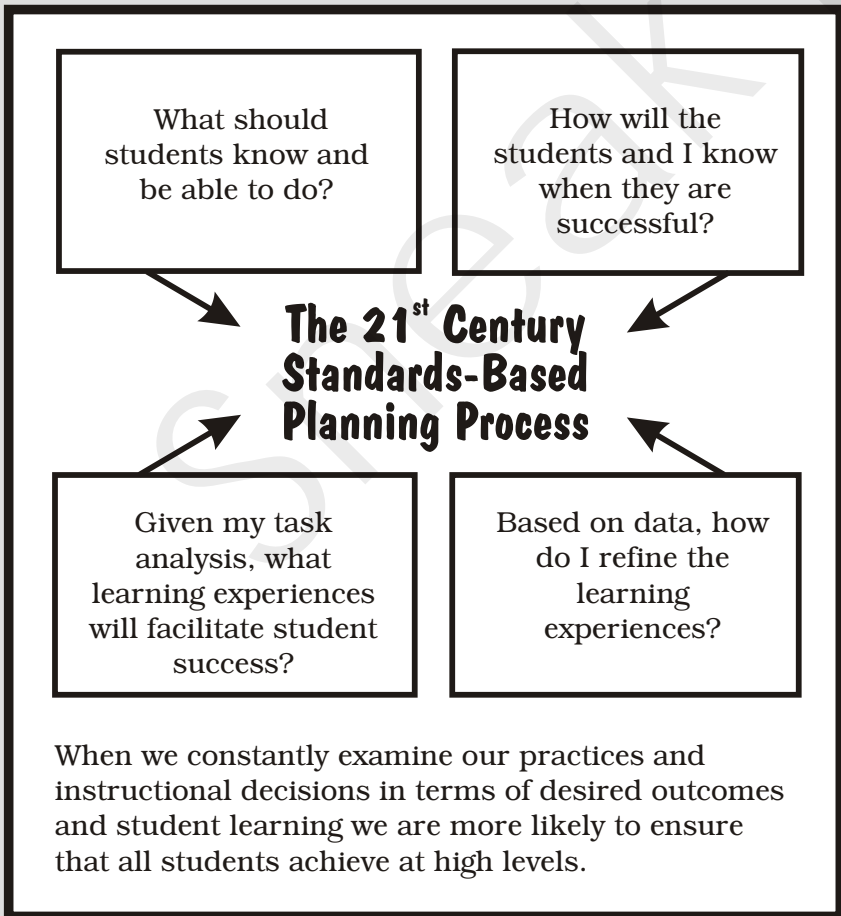 What should
students know and
be able to do?
How will the
students and I know
when they are
successful?
The 21st Century
Standards-Based
Planning Process
Given my task
analysis, what
learning experiences
will facilitate student
success?
Based on data, how
do I refine the
learning
experiences?
When we constantly examine our practices and
instructional decisions in terms of desired outcomes
and student learning we are more likely to ensure
that all students achieve at high levels.
Sneak